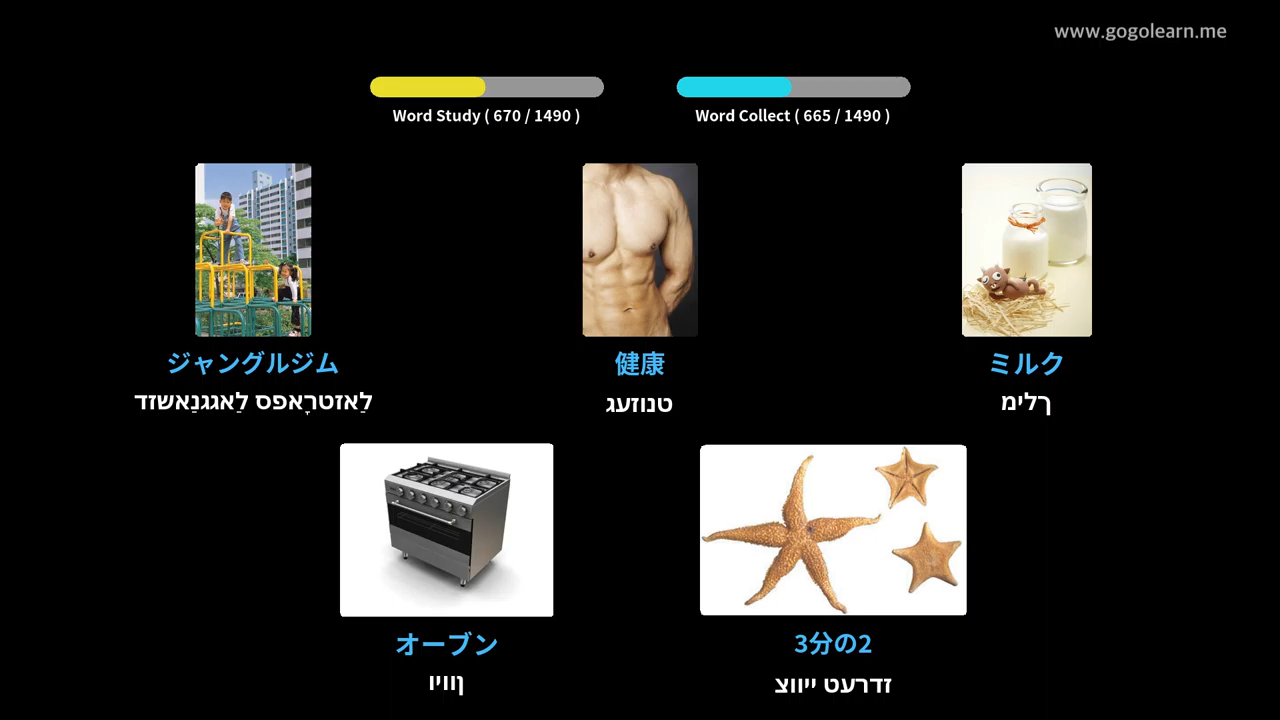 www.gogolearn.me
Word Study ( 670 / 1490 )
Word Collect ( 665 / 1490 )
ジャングルジム
לַאזטרָאפס לַאגגנַאשזד
健康
טנוזעג
ミルク
ךלימ
オーブン
ןוויו
3分の2
זדרעט ייווצ